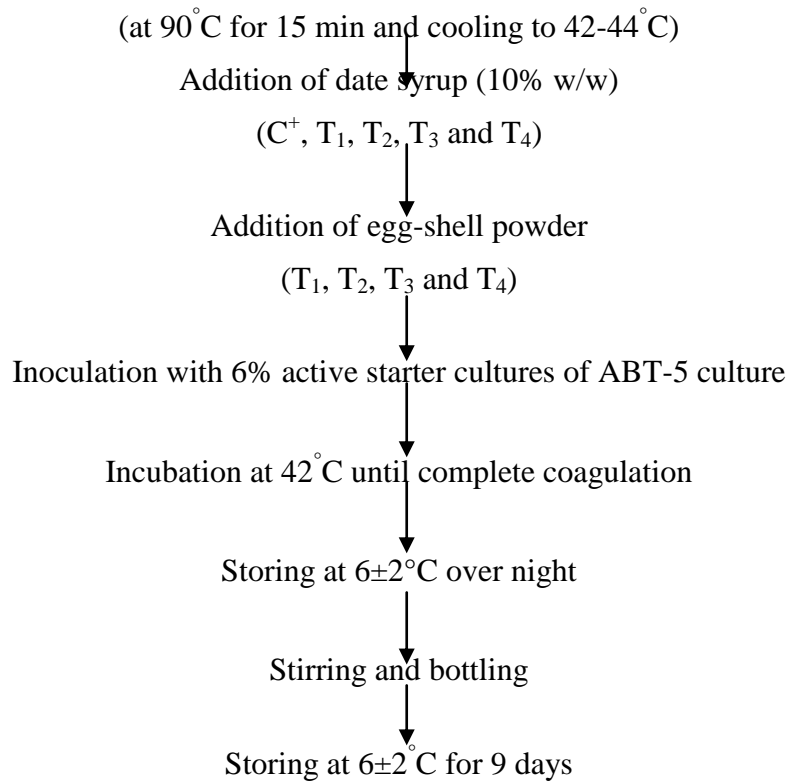 (at 90°C for 15 min and cooling to 42-44°C)
Addition of date syrup (10% w/w)
(C⁺, T₁, T₂, T₃ and T₄)
Addition of egg-shell powder
(T₁, T₂, T₃ and T₄)
Inoculation with 6% active starter cultures of ABT-5 culture
Incubation at 42°C until complete coagulation
Storing at 6±2°C over night
Stirring and bottling
Storing at 6±2°C for 9 days